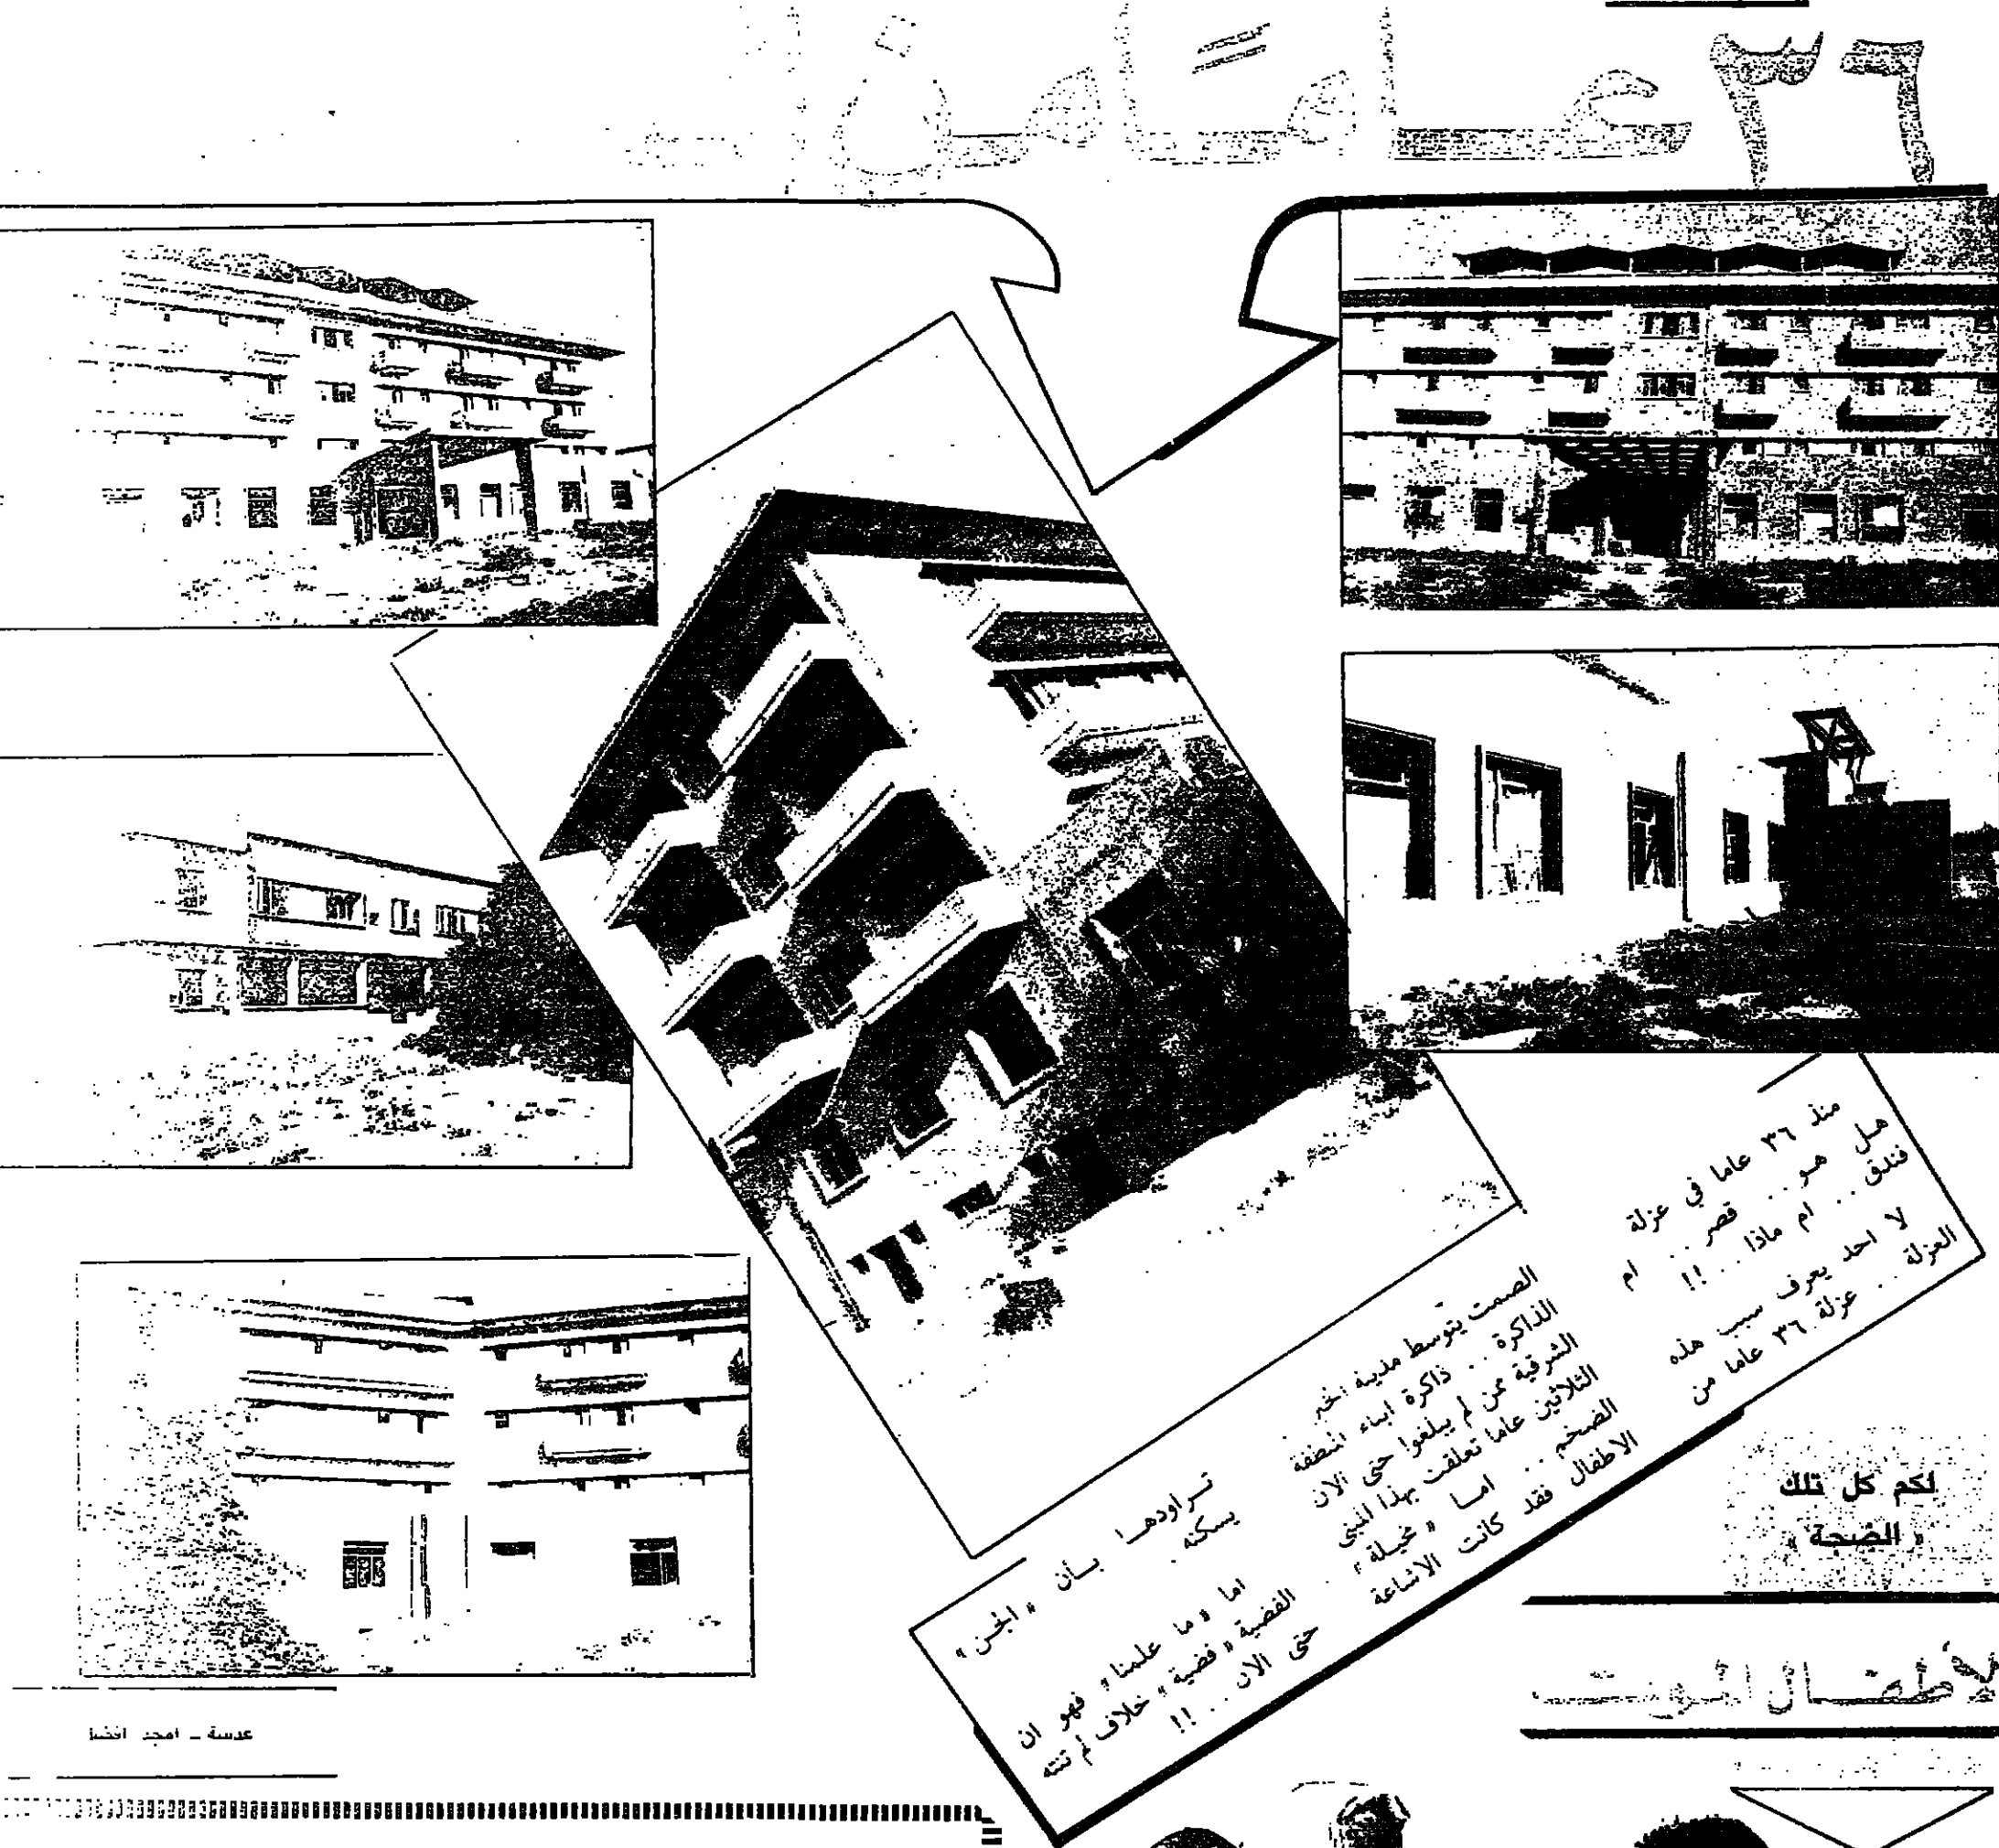 ٣٦ عاما من
منذ ٣٦ عاما في عزلة
هل هو . . قصر . . ام
فندق . . ام ماذا . . !!
لا احد يعرف سبب هذه
العزلة . . عزلة ٣٦ عاما من
الصمت يتوسط مدينة الخبر .
الذاكرة . . ذاكرة ابناء المنطقة
الشرقية ممن لم يبلغوا حتى الان
الثلاثين عاما تعلقت بهذا المبنى
الضخم . . اما « مخيلة »
الاطفال فقد كانت الاشاعة
تراودها بأن « الجن »
يسكنه .
اما « ما علمنا » فهو ان
القضية « قضية » خلاف لم تنته
حتى الان . . !!
لكم كل تلك
« الضجة »
عدسة ـ امجد